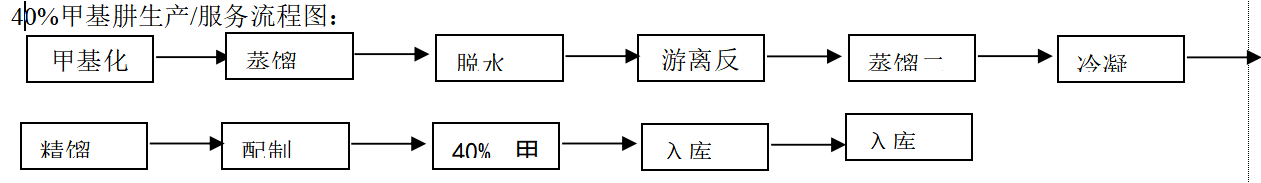 40%甲基肼生产/服务流程图：
甲基化 蒸馏 脱水 游离反 蒸馏二 冷凝
精馏 配制 40% 甲 入库 入库